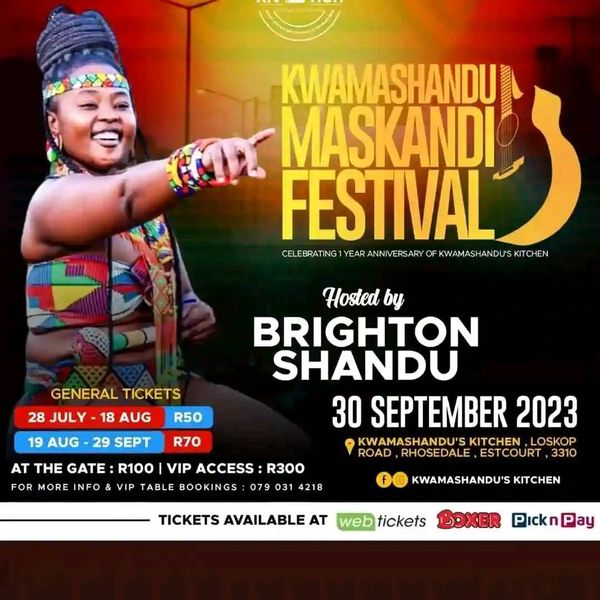 KWAMASHANDU
MASKANDI
FESTIVAL
CELEBRATING 1 YEAR ANNIVERSARY OF KWAMASHANDU'S KITCHEN
Hosted by
BRIGHTON
SHANDU
30 SEPTEMBER 2023
KWAMASHANDU'S KITCHEN , LOSKOP
ROAD , RHOSEDALE , ESTCOURT , 3310
KWAMASHANDU'S KITCHEN
GENERAL TICKETS
28 JULY - 18 AUG R50
19 AUG - 29 SEPT R70
AT THE GATE : R100 | VIP ACCESS : R300
FOR MORE INFO & VIP TABLE BOOKINGS : 079 031 4218
TICKETS AVAILABLE AT webtickets BOXER Pick n Pay